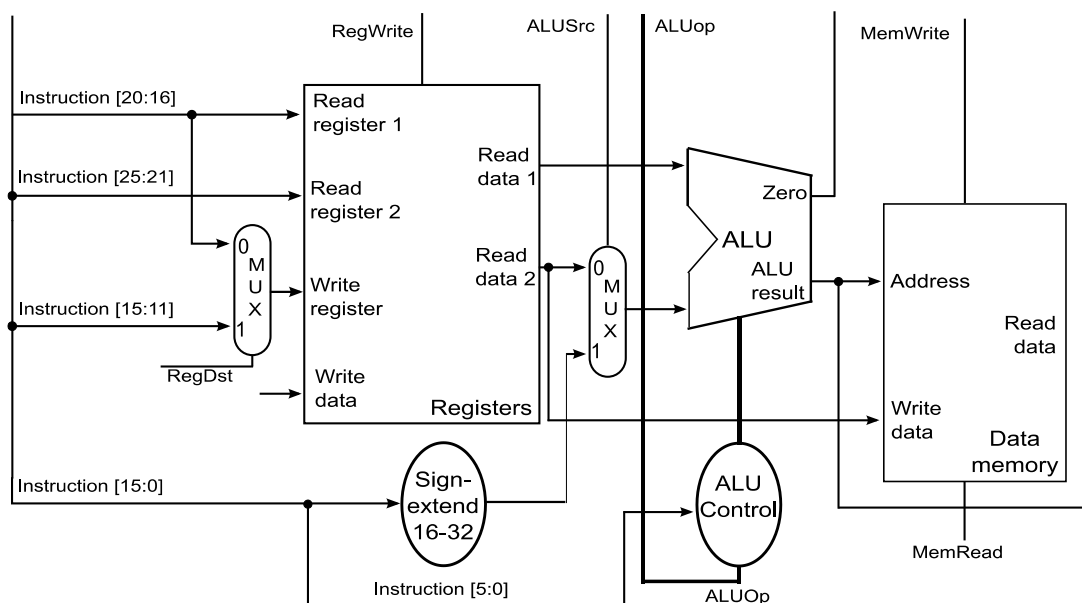 RegWrite
ALUSrc
ALUop
MemWrite
Instruction [20:16]
Read
register 1
Instruction [25:21]
Read
register 2
Read
data 1
Zero
ALU
0
M
U
X
1
Read
data 2
0
M
U
X
1
ALU
result
Address
Write
register
Instruction [15:11]
RegDst
Write
data
Registers
Read
data
Write
data
Data
memory
Instruction [15:0]
Sign-
extend
16-32
ALU
Control
MemRead
Instruction [5:0]
ALUOp